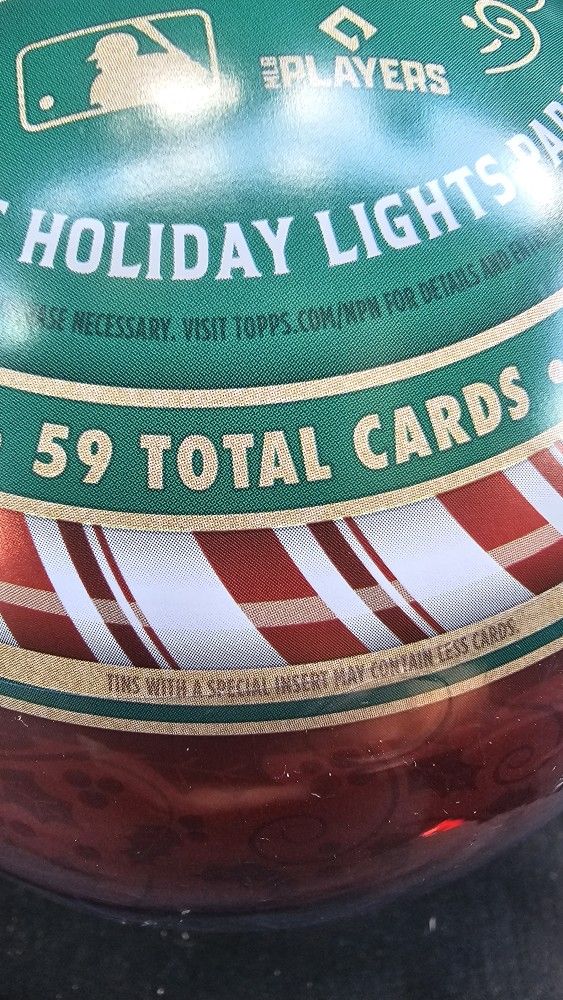 MLB PLAYERS
HOLIDAY LIGHTS
NECESSARY. VISIT TOPPS.COM/NPN FOR DETAILS AND
59 TOTAL CARDS
TINS WITH A SPECIAL INSERT MAY CONTAIN LESS CARDS.